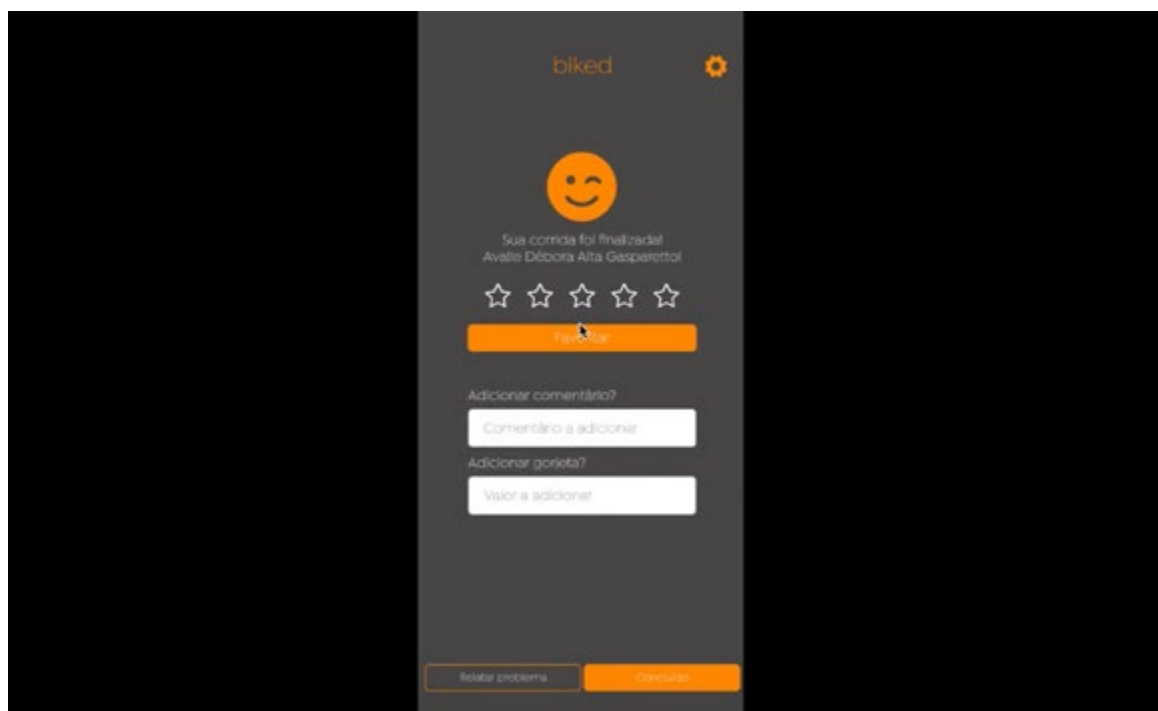 biked
Sua corrida foi finalizada!
Avalie Débora Alta Gasparetto!
Favoritar
Adicionar comentário?
Comentário a adicionar
Adicionar gorjeta?
Valor a adicionar
Relatar problema
Concluído